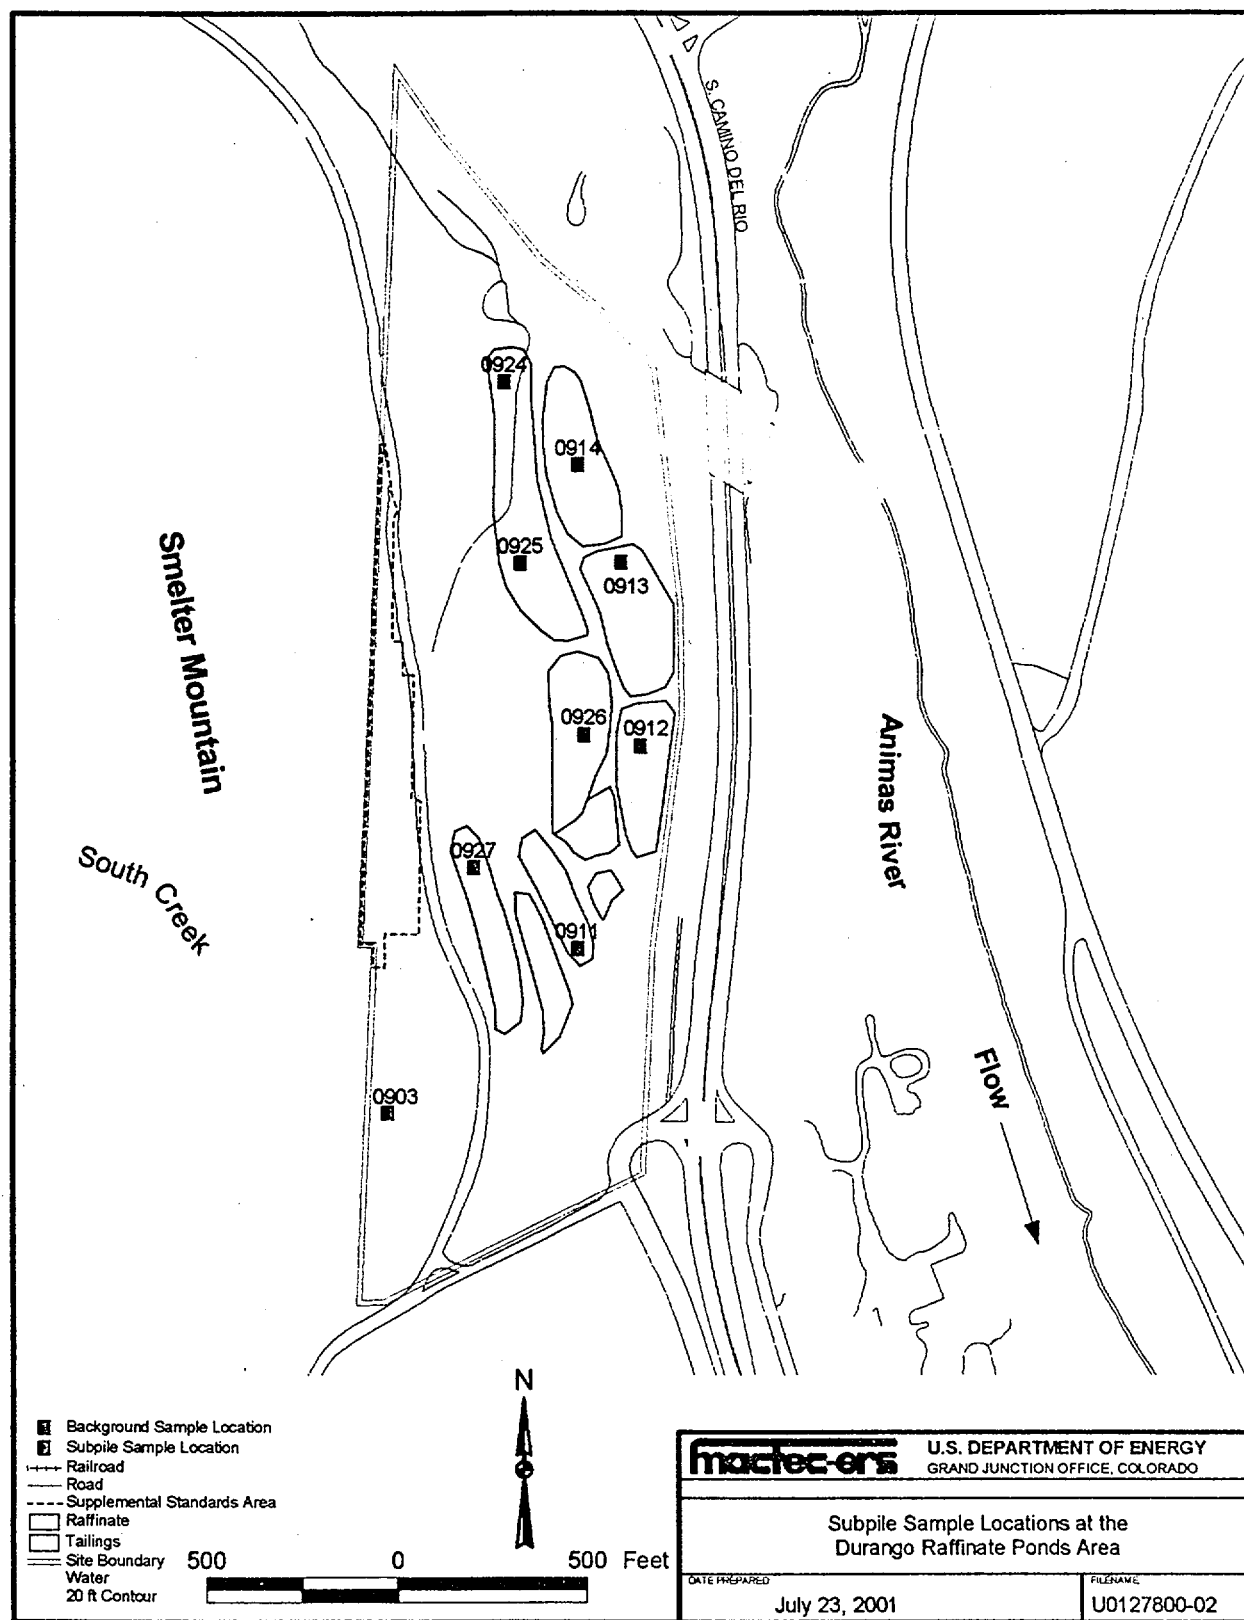 S. CAMINO DEL RIO
0924
0914
0925
0913
Smelter Mountain
0926
0912
Animas River
South Creek
0927
0911
0903
Flow
N
Background Sample Location
Subpile Sample Location
Railroad
Road
Supplemental Standards Area
Raffinate
Tailings
Site Boundary
Water
20 ft Contour
500 0 500 Feet
mactec-ers
U.S. DEPARTMENT OF ENERGY
GRAND JUNCTION OFFICE, COLORADO
Subpile Sample Locations at the
Durango Raffinate Ponds Area
DATE PREPARED
July 23, 2001
FILENAME
U0127800-02